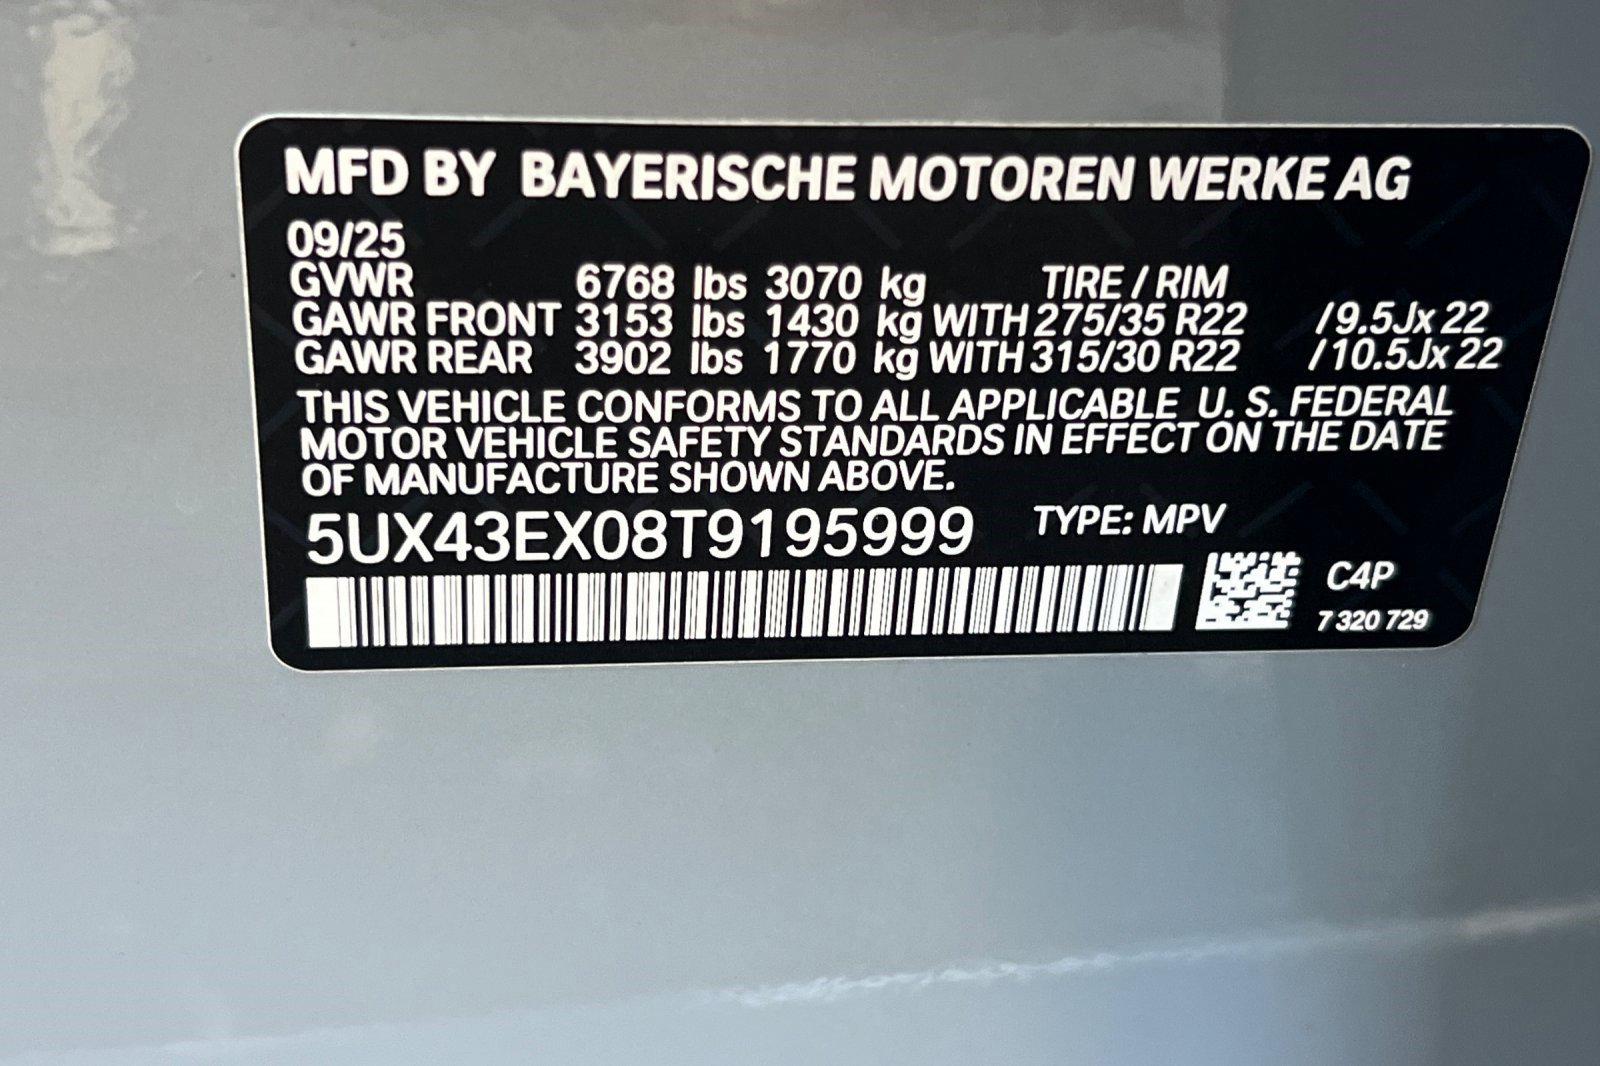 MFD BY BAYERISCHE MOTOREN WERKE AG
09/25
GVWR 6768 lbs 3070 kg TIRE / RIM
GAWR FRONT 3153 lbs 1430 kg WITH 275/35 R22 /9.5Jx 22
GAWR REAR 3902 lbs 1770 kg WITH 315/30 R22 /10.5Jx 22
THIS VEHICLE CONFORMS TO ALL APPLICABLE U. S. FEDERAL
MOTOR VEHICLE SAFETY STANDARDS IN EFFECT ON THE DATE
OF MANUFACTURE SHOWN ABOVE.
5UX43EX08T9195999 TYPE: MPV
C4P
7 320 729